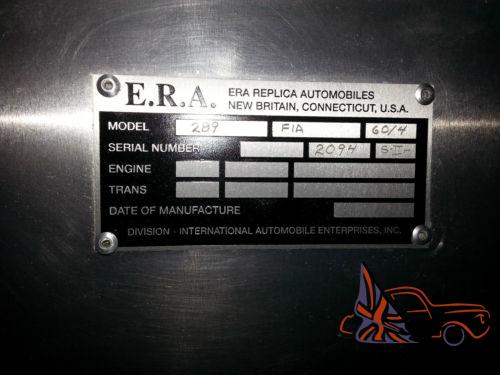 E.R.A. ERA REPLICA AUTOMOBILES
NEW BRITAIN, CONNECTICUT, U.S.A.
MODEL 289 FIA 60/4
SERIAL NUMBER 2094
ENGINE
TRANS
DATE OF MANUFACTURE
DIVISION - INTERNATIONAL AUTOMOBILE ENTERPRISES, INC.